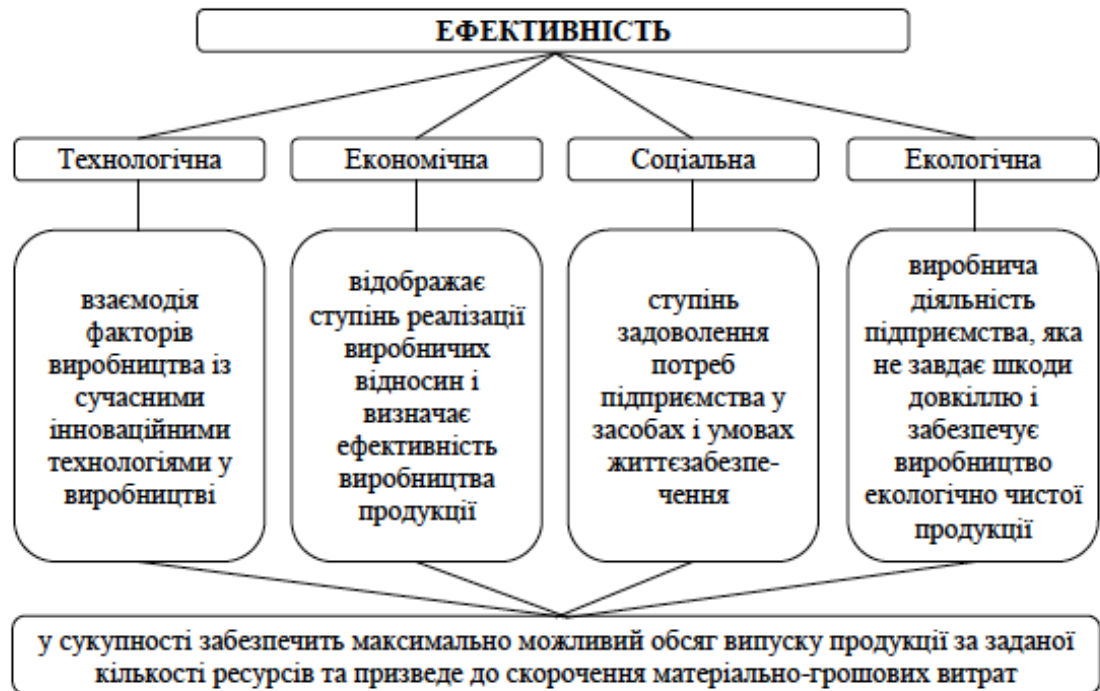 ЕФЕКТИВНІСТЬ
Технологічна
Економічна
Соціальна
Екологічна
взаємодія
факторів
виробництва із
сучасними
інноваційними
технологіями у
виробництві
відображає
ступінь реалізації
виробничих
відносин і
визначає
ефективність
виробництва
продукції
ступінь
задоволення
потреб
підприємства у
засобах і умовах
життєзабезпе-
чення
виробнича
діяльність
підприємства, яка
не завдає шкоди
довкіллю і
забезпечує
виробництво
екологічно чистої
продукції
у сукупності забезпечить максимально можливий обсяг випуску продукції за заданої
кількості ресурсів та призведе до скорочення матеріально-грошових витрат